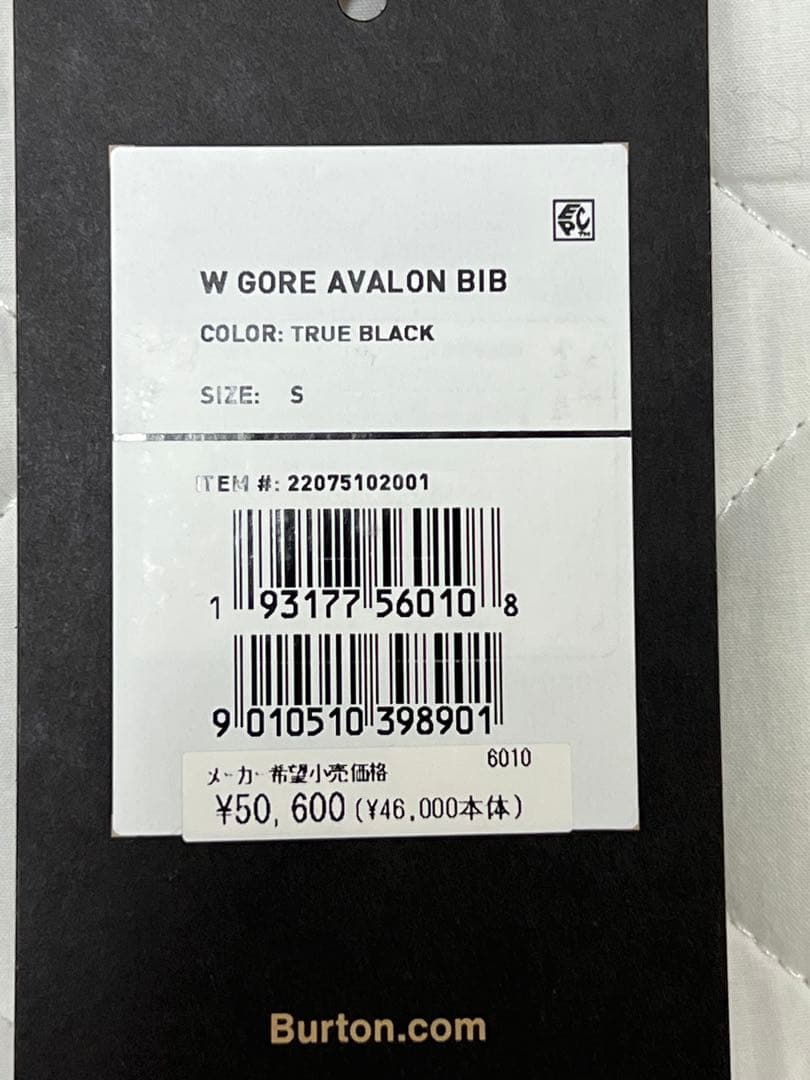 EPC™
W GORE AVALON BIB
COLOR: TRUE BLACK
SIZE: S
ITEM #: 22075102001
1 93177 56010 8
9 010510 398901
6010
メーカー希望小売価格
¥50,600(¥46,000本体)
Burton.com